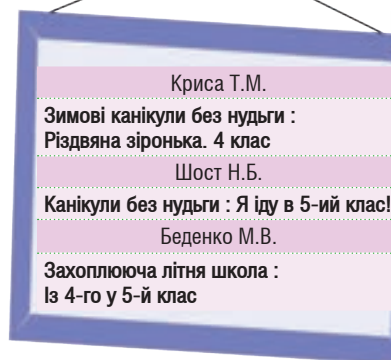 Криса Т.М.
Зимові канікули без нудьги :
Різдвяна зіронька. 4 клас
Шост Н.Б.
Канікули без нудьги : Я іду в 5-ий клас!
Беденко М.В.
Захоплююча літня школа :
Із 4-го у 5-й клас